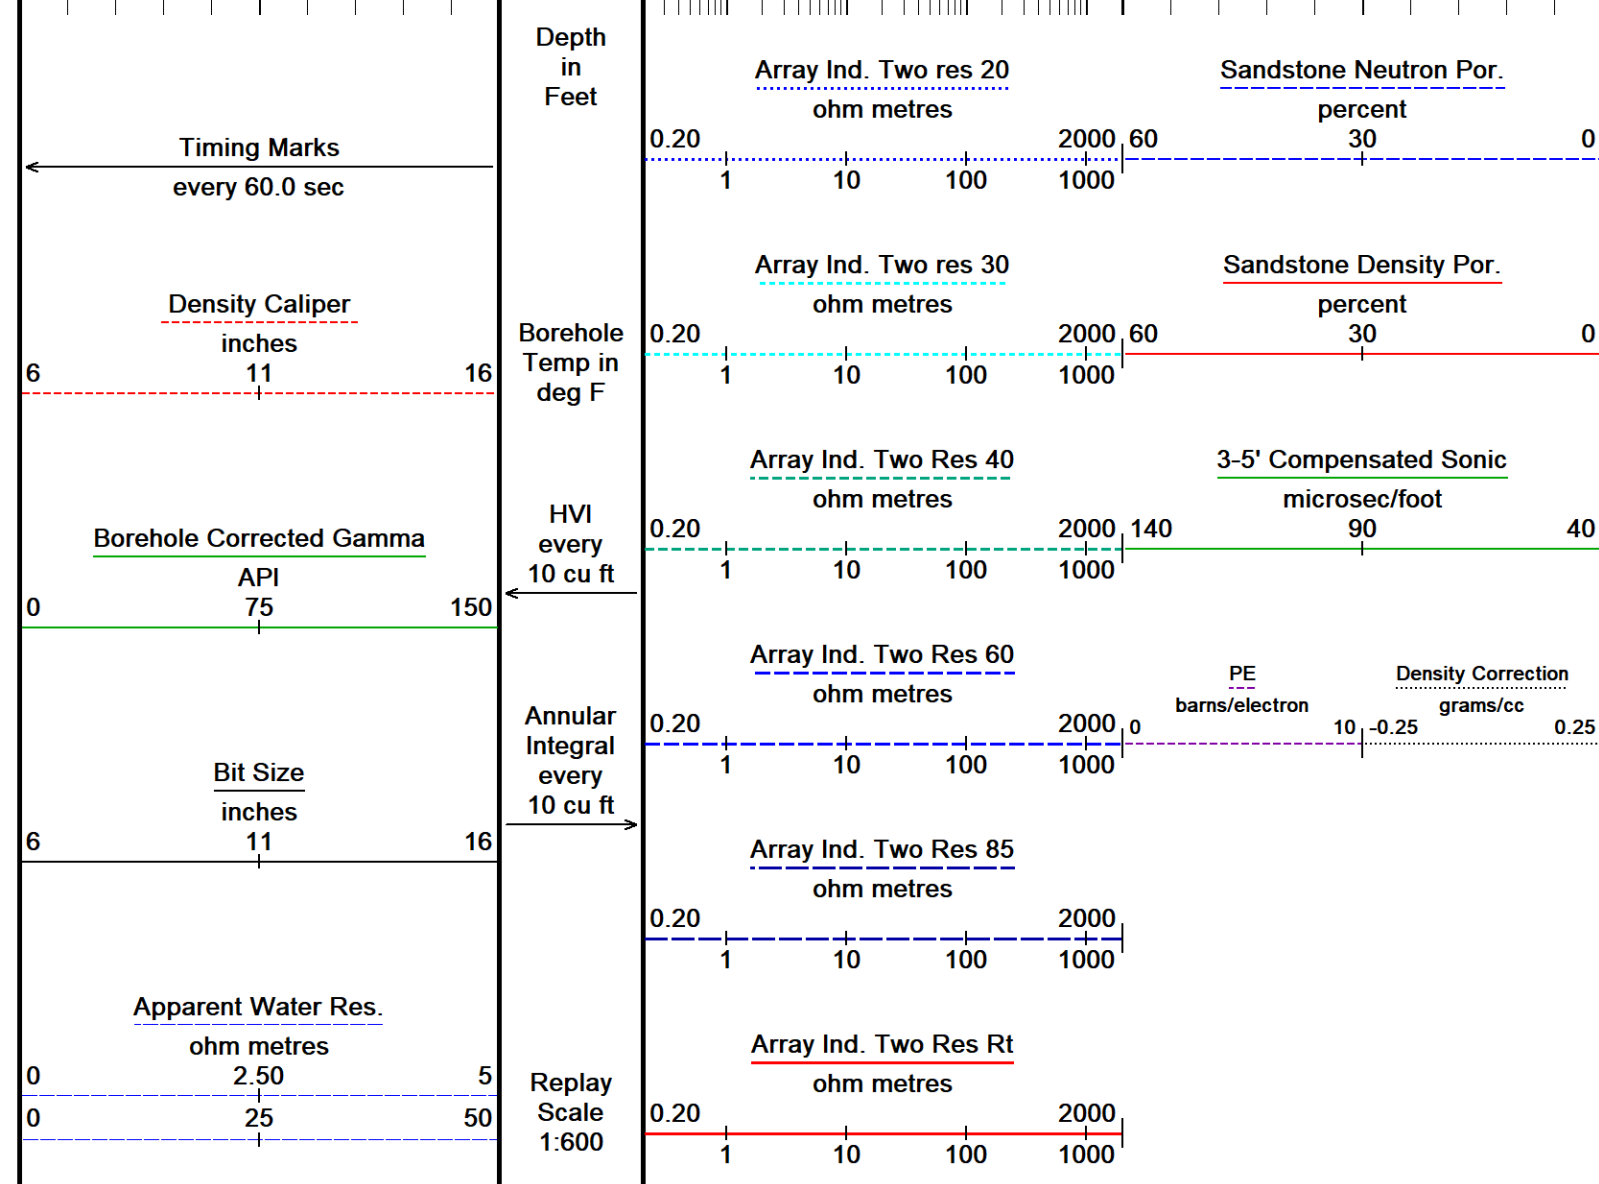 Timing Marks
every 60.0 sec
Density Caliper
inches
6 11 16
Borehole Corrected Gamma
API
0 75 150
Bit Size
inches
6 11 16
Apparent Water Res.
ohm metres
0 2.50 5
0 25 50
Depth
in
Feet
Borehole
Temp in
deg F
HVI
every
10 cu ft
Annular
Integral
every
10 cu ft
Replay
Scale
1:600
Array Ind. Two res 20
ohm metres
0.20 2000
1 10 100 1000
Array Ind. Two res 30
ohm metres
0.20 2000
1 10 100 1000
Array Ind. Two Res 40
ohm metres
0.20 2000
1 10 100 1000
Array Ind. Two Res 60
ohm metres
0.20 2000
1 10 100 1000
Array Ind. Two Res 85
ohm metres
0.20 2000
1 10 100 1000
Array Ind. Two Res Rt
ohm metres
0.20 2000
1 10 100 1000
Sandstone Neutron Por.
percent
60 30 0
Sandstone Density Por.
percent
60 30 0
3-5' Compensated Sonic
microsec/foot
140 90 40
PE
barns/electron
0 10
Density Correction
grams/cc
-0.25 0.25